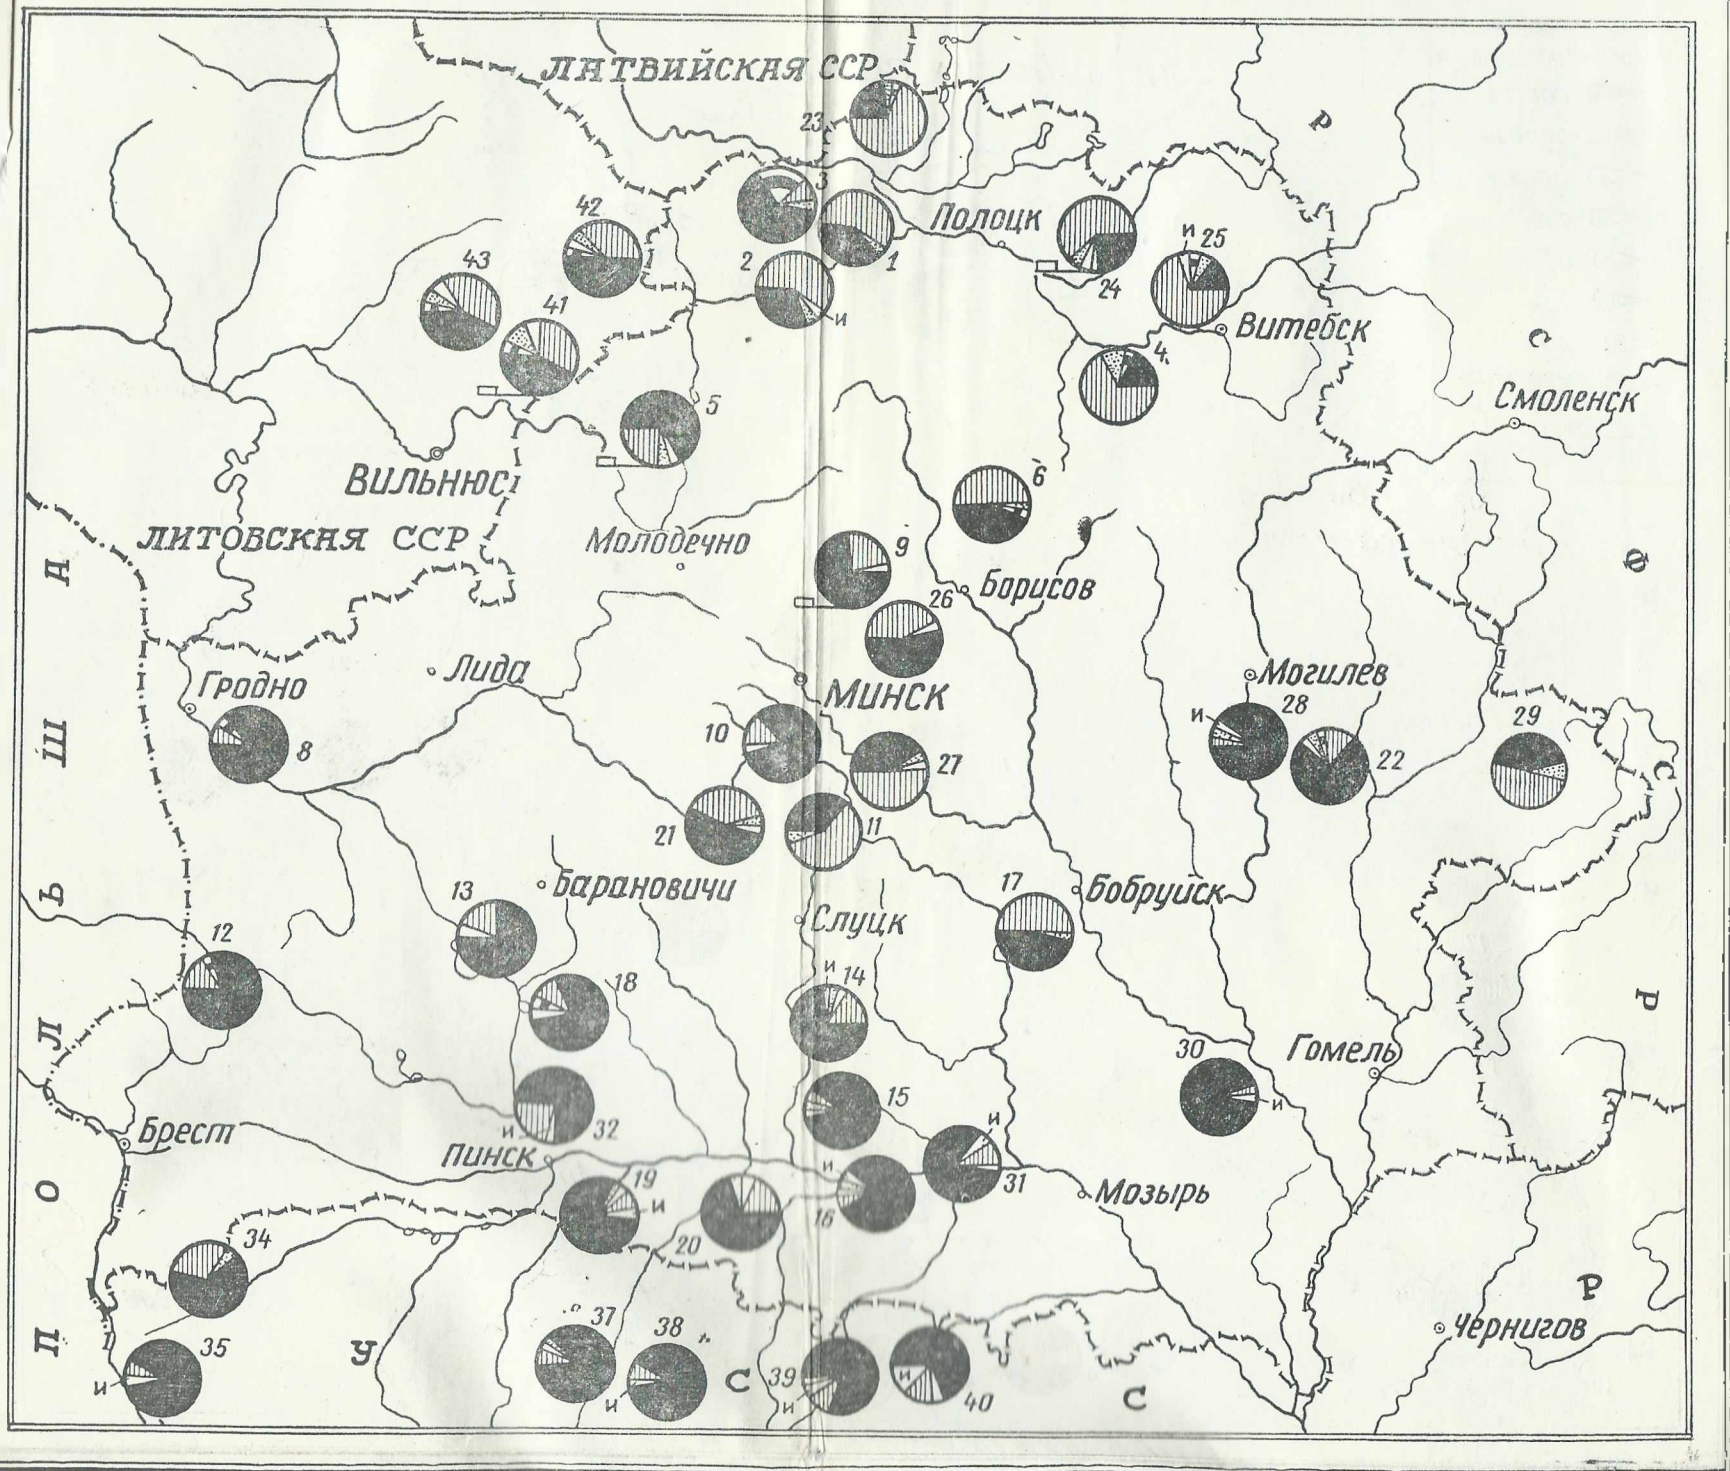 ЛАТВИЙСКАЯ ССР
Р
23
3
42
Полоцк
И 25
43
2
1
24
41
И
Витебск
4.
С
5
Смоленск
6
ВИЛЬНЮС
ЛИТОВСКАЯ ССР
Молодечно
9
Ф
А
26
Борисов
Лида
Могилев
Гродно
МИНСК
И
28
29
10
8
Ш
27
22
С
21
11
Ь
13
Барановичи
17
Бобруйск
12
Слуцк
И
14
18
Р
Л
30
Гомель
15
И
Брест
И
32
И
ПИНСК
И
31
О
19
И
16
Мозырь
34
20
Р
П
35
У
37
38
Чернигов
И
И
И
С
39
И
И
40
С